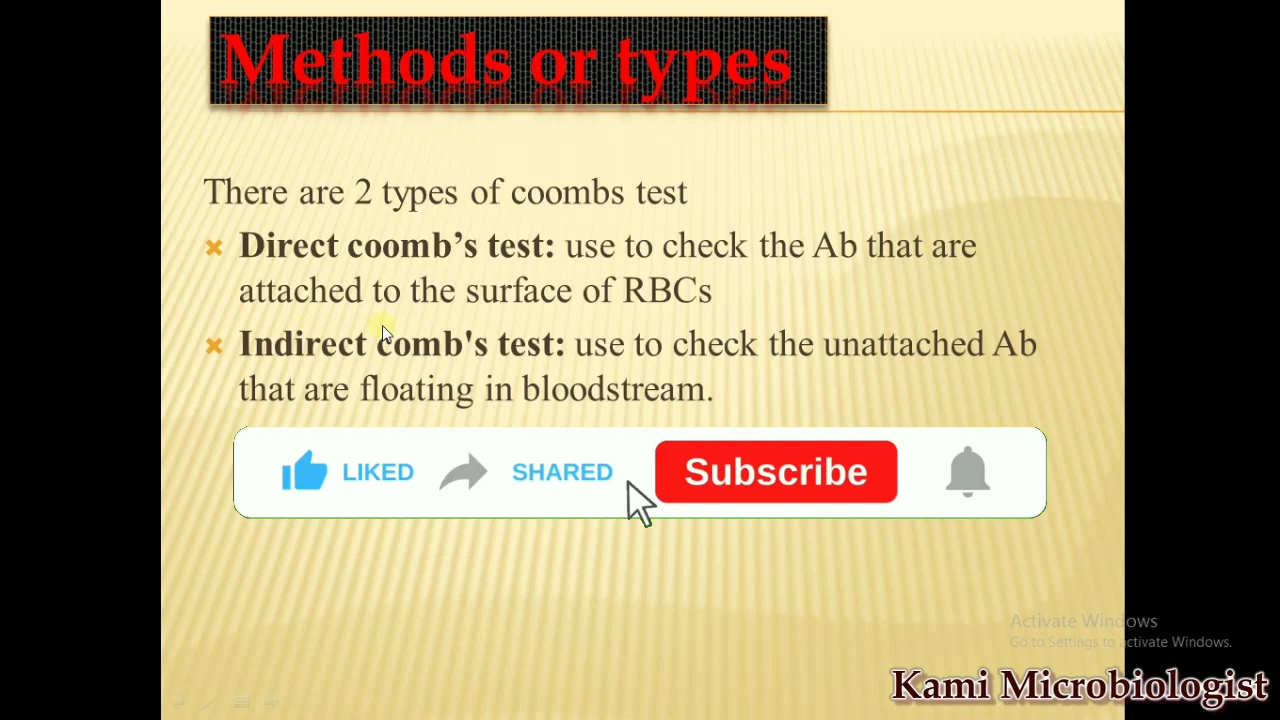 Methods or types
There are 2 types of coombs test
Direct coomb’s test: use to check the Ab that are
attached to the surface of RBCs
Indirect comb's test: use to check the unattached Ab
that are floating in bloodstream.
LIKED SHARED Subscribe
Activate Windows
Go to Settings to activate Windows.
Kami Microbiologist